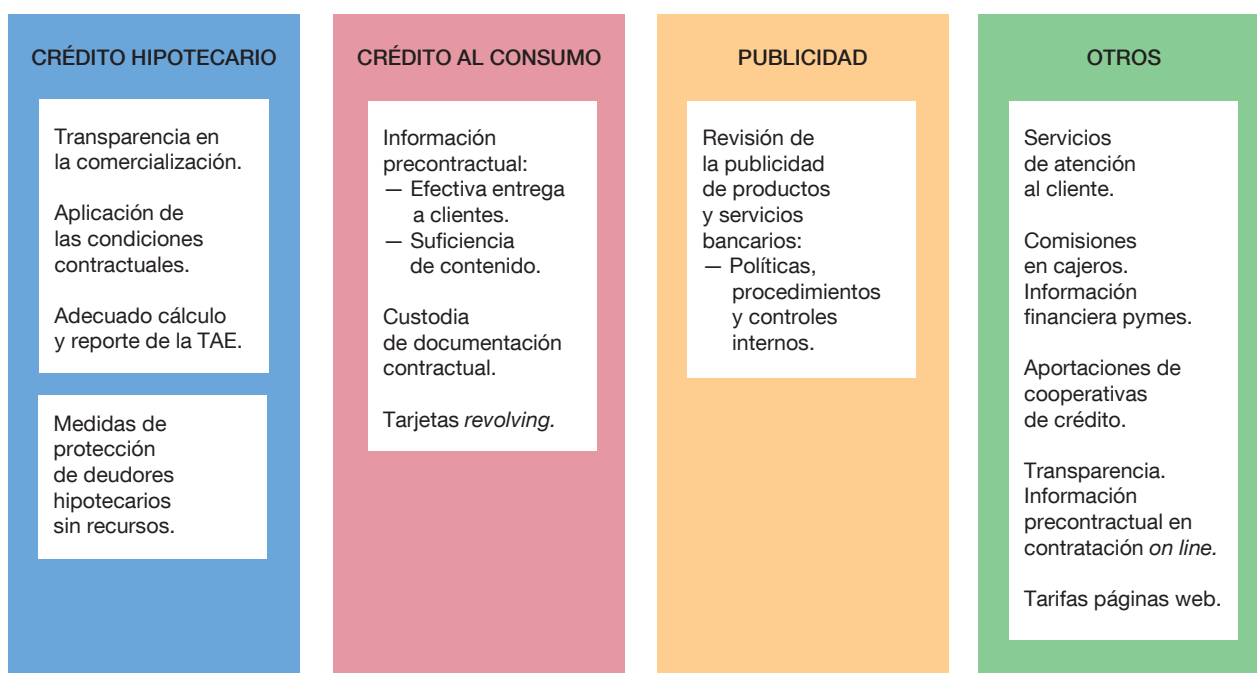 CRÉDITO HIPOTECARIO
Transparencia en
la comercialización.
Aplicación de
las condiciones
contractuales.
Adecuado cálculo
y reporte de la TAE.
Medidas de
protección
de deudores
hipotecarios
sin recursos.
CRÉDITO AL CONSUMO
Información
precontractual:
— Efectiva entrega
a clientes.
— Suficiencia
de contenido.
Custodia
de documentación
contractual.
Tarjetas revolving.
PUBLICIDAD
Revisión de
la publicidad
de productos
y servicios
bancarios:
— Políticas,
procedimientos
y controles
internos.
OTROS
Servicios
de atención
al cliente.
Comisiones
en cajeros.
Información
financiera pymes.
Aportaciones de
cooperativas
de crédito.
Transparencia.
Información
precontractual en
contratación on line.
Tarifas páginas web.